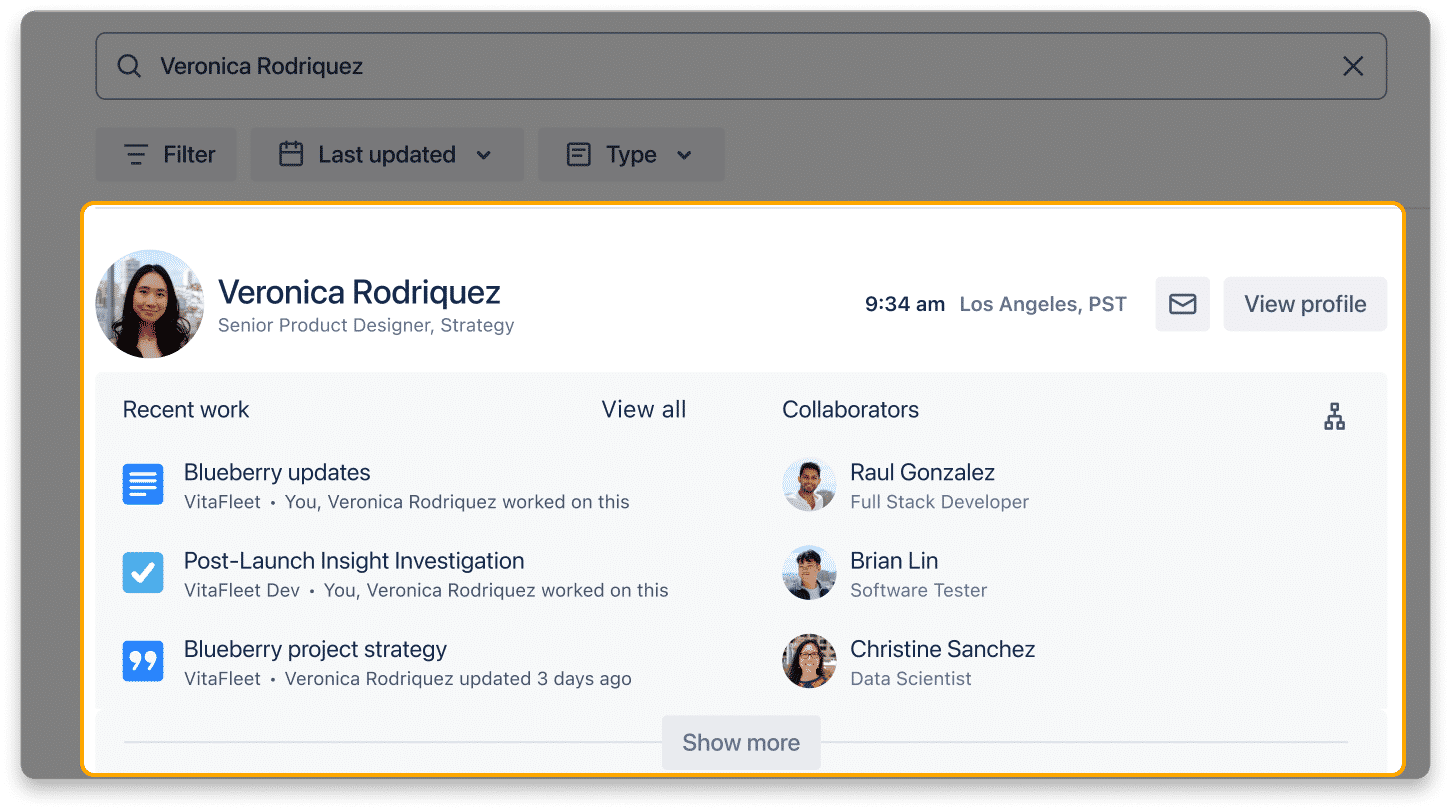 Veronica Rodriquez
Filter
Last updated
Type
Veronica Rodriquez
Senior Product Designer, Strategy
9:34 am Los Angeles, PST
View profile
Recent work
View all
Blueberry updates
VitaFleet • You, Veronica Rodriquez worked on this
Post-Launch Insight Investigation
VitaFleet Dev • You, Veronica Rodriquez worked on this
Blueberry project strategy
VitaFleet • Veronica Rodriquez updated 3 days ago
Collaborators
Raul Gonzalez
Full Stack Developer
Brian Lin
Software Tester
Christine Sanchez
Data Scientist
Show more